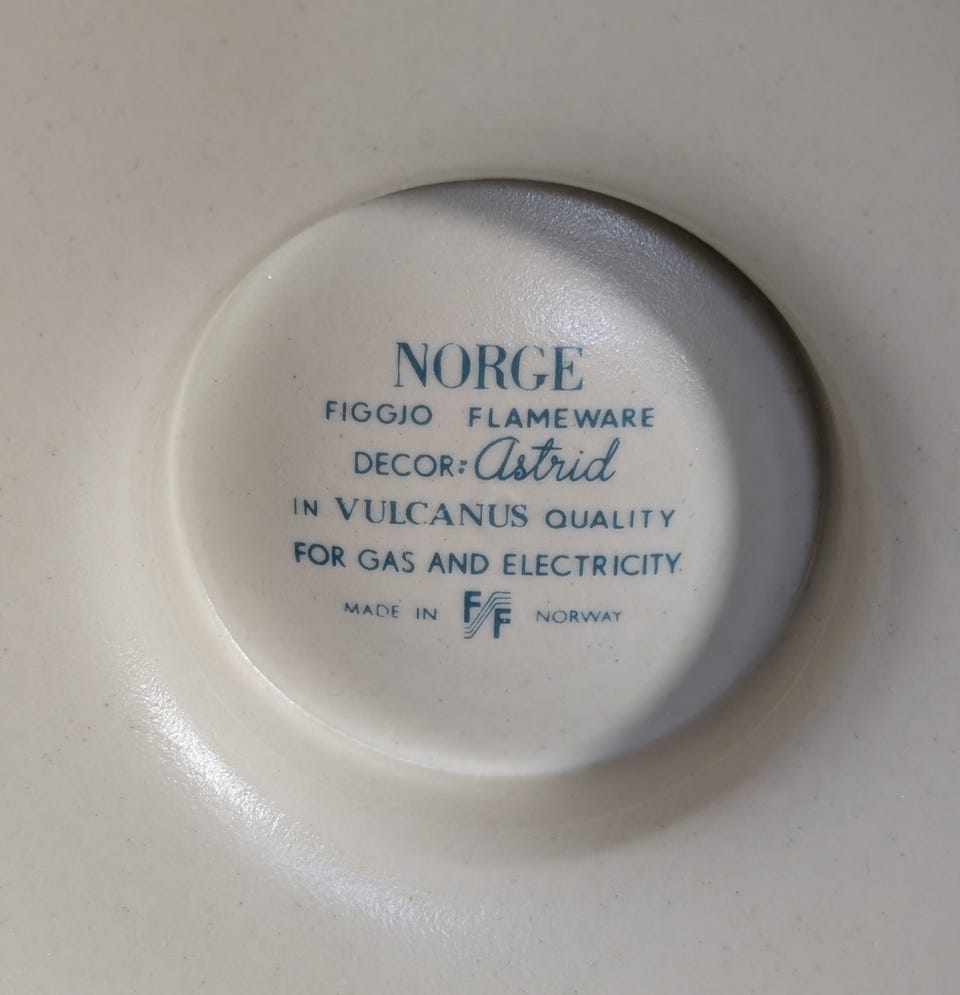 NORGE
FIGGJO FLAMEWARE
DECOR: Astrid
IN VULCANUS QUALITY
FOR GAS AND ELECTRICITY.
MADE IN FF NORWAY